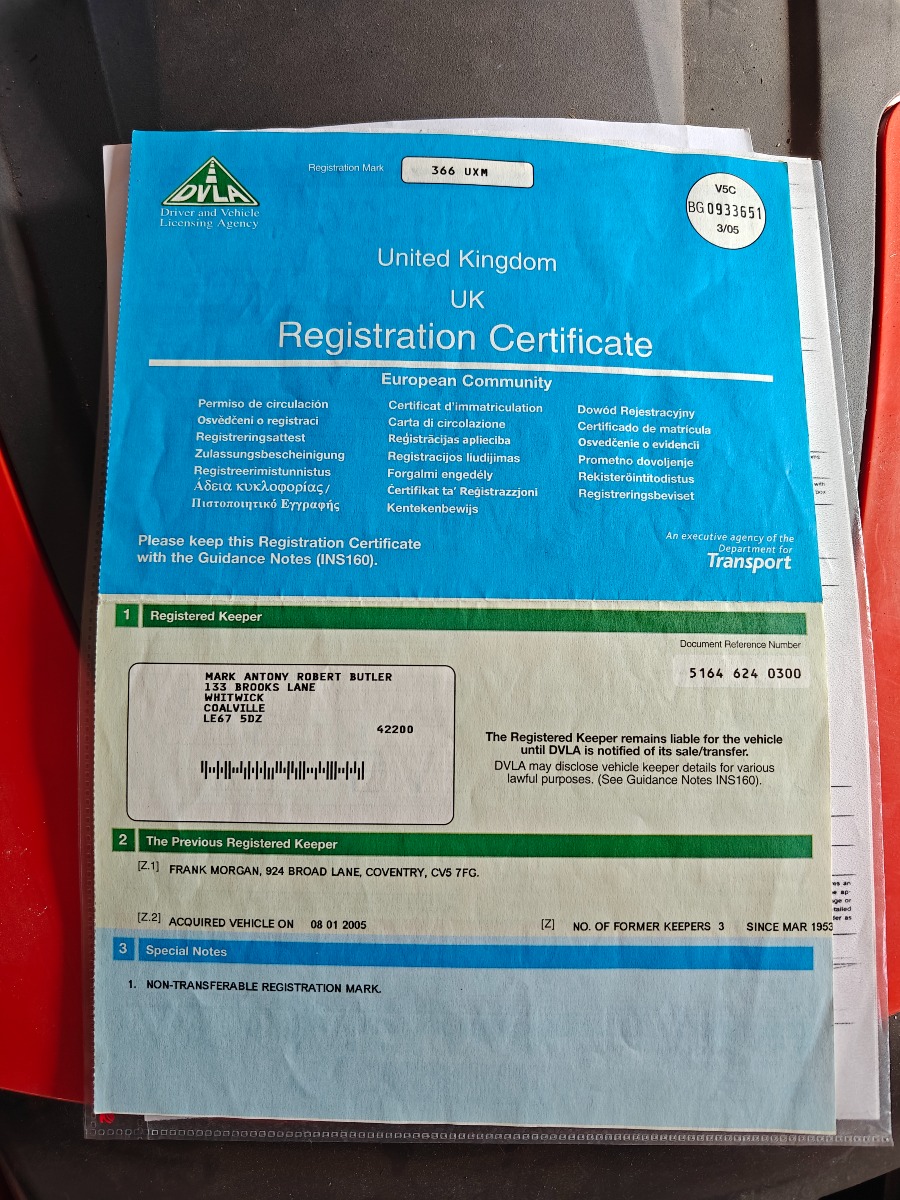 DVLA
Driver and Vehicle
Licensing Agency
Registration Mark
366 UXM
V5C
BG 0933651
3/05
United Kingdom
UK
Registration Certificate
European Community
Permiso de circulación
Osvědčení o registraci
Registreringsattest
Zulassungsbescheinigung
Registreerimistunnistus
Άδεια κυκλοφορίας /
Πιστοποιητικό Εγγραφής
Certificat d'immatriculation
Carta di circolazione
Reģistrācijas apliecība
Registracijos liudijimas
Forgalmi engedély
Ċertifikat ta' Reġistrazzjoni
Kentekenbewijs
Dowód Rejestracyjny
Certificado de matrícula
Osvedčenie o evidencii
Prometno dovoljenje
Rekisteröintitodistus
Registreringsbeviset
Please keep this Registration Certificate
with the Guidance Notes (INS160).
An executive agency of the
Department for
Transport
1 Registered Keeper
Document Reference Number
5164 624 0300
MARK ANTONY ROBERT BUTLER
133 BROOKS LANE
WHITWICK
COALVILLE
LE67 5DZ
42200
The Registered Keeper remains liable for the vehicle
until DVLA is notified of its sale/transfer.
DVLA may disclose vehicle keeper details for various
lawful purposes. (See Guidance Notes INS160).
2 The Previous Registered Keeper
[Z.1] FRANK MORGAN, 924 BROAD LANE, COVENTRY, CV5 7FG.
[Z.2] ACQUIRED VEHICLE ON 08 01 2005 [Z] NO. OF FORMER KEEPERS 3 SINCE MAR 1953
3 Special Notes
1. NON-TRANSFERABLE REGISTRATION MARK.